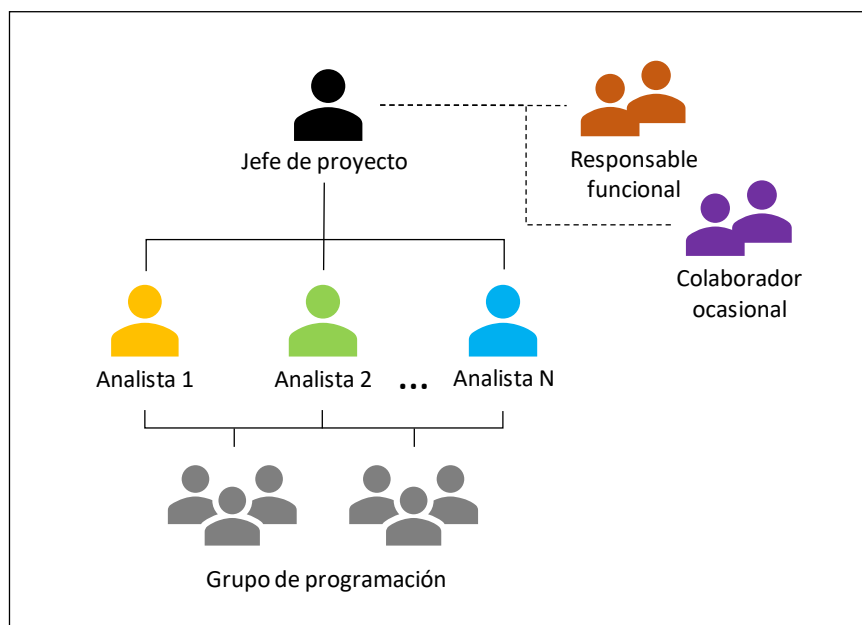 Jefe de proyecto
Responsable
funcional
Colaborador
ocasional
Analista 1
Analista 2
...
Analista N
Grupo de programación